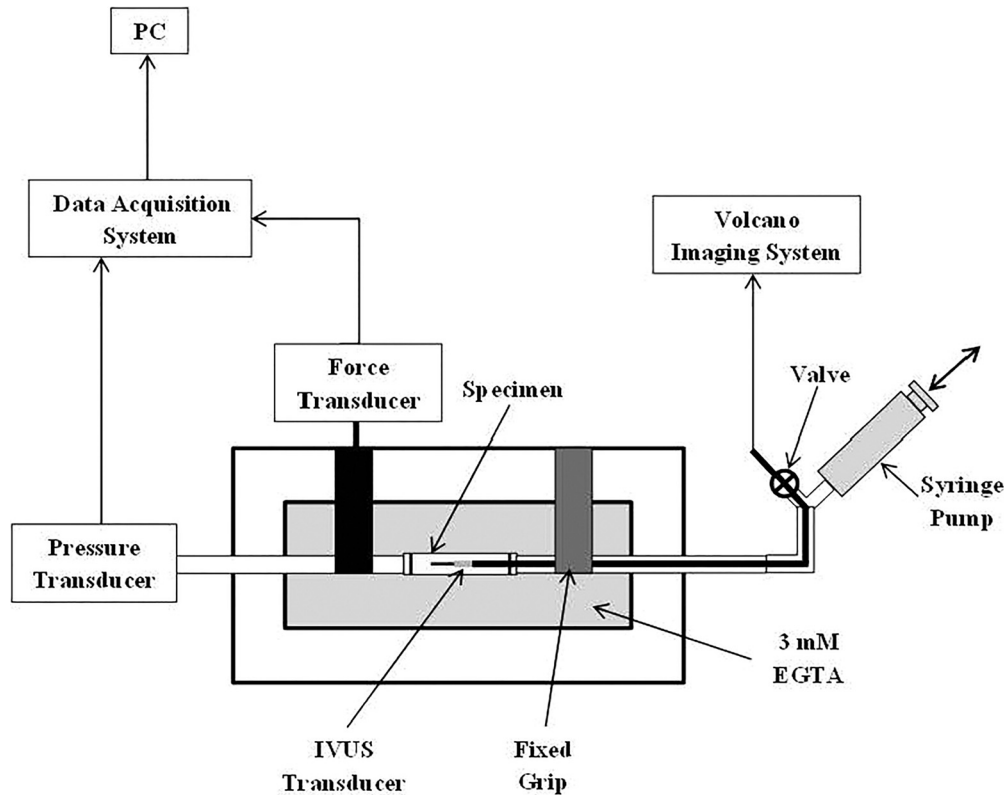 PC
Data Acquisition
System
Volcano
Imaging System
Force
Transducer
Specimen
Valve
Syringe
Pump
Pressure
Transducer
3 mM
EGTA
IVUS
Transducer
Fixed
Grip